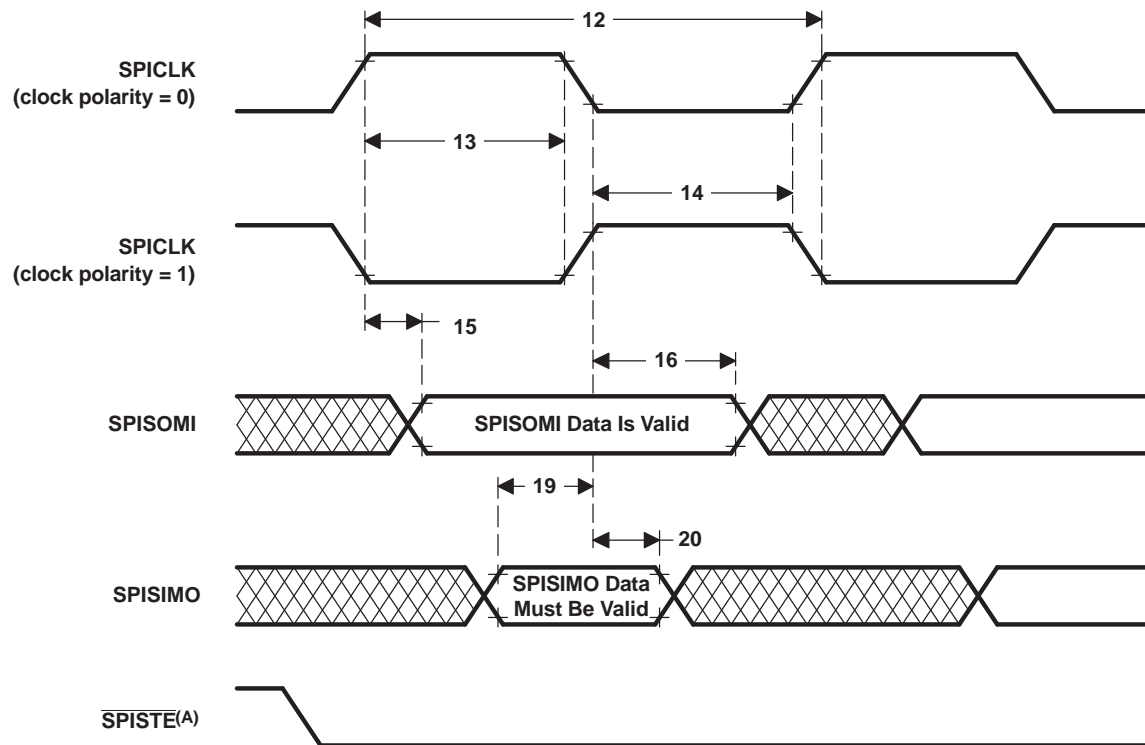 12
SPICLK
(clock polarity = 0)
13
14
SPICLK
(clock polarity = 1)
15
16
SPISOMI
SPISOMI Data Is Valid
19
20
SPISIMO
SPISIMO Data
Must Be Valid
SPISTE(A)